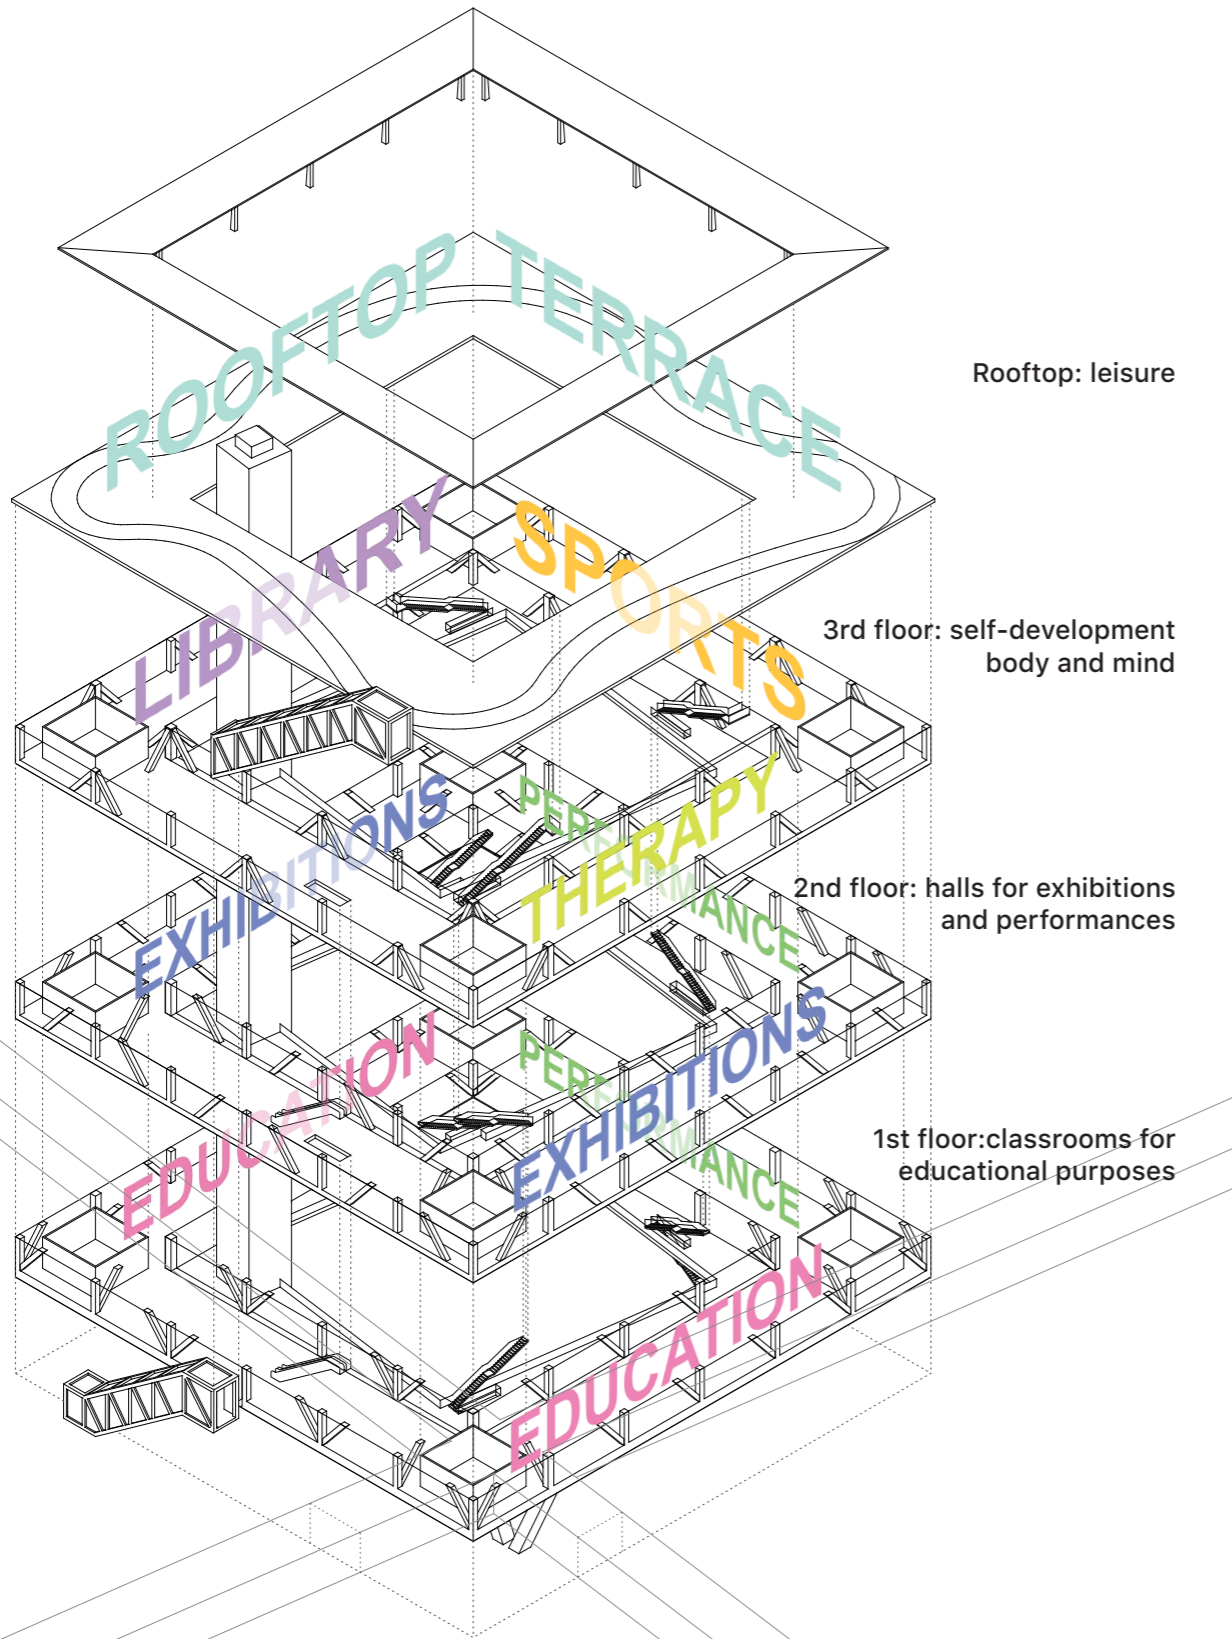 ROOFTOP TERRACE
Rooftop: leisure
LIBRARY
SPORTS
3rd floor: self-development
body and mind
EXHIBITIONS
PERFORMANCE
THERAPY
2nd floor: halls for exhibitions
and performances
EDUCATION
PERFORMANCE
EXHIBITIONS
1st floor:classrooms for
educational purposes
EDUCATION